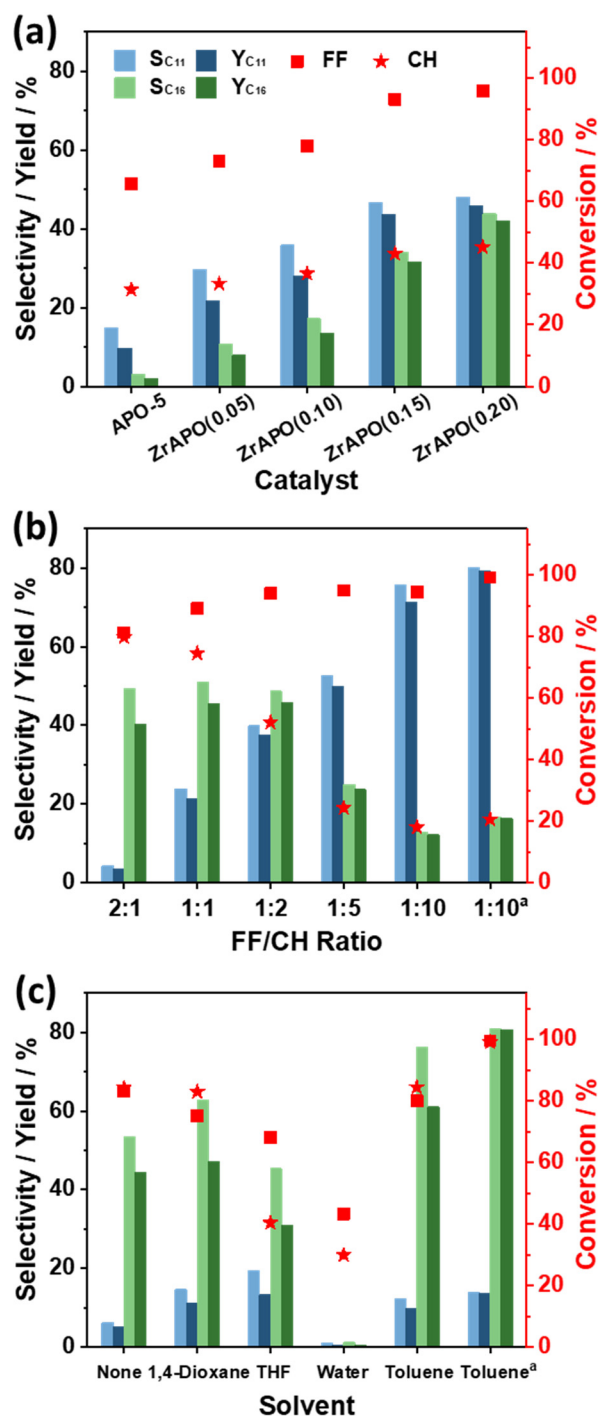 (a)
S C11 Y C11 FF CH
S C16 Y C16
Selectivity / Yield / %
80
60
40
20
0
Conversion / %
100
80
60
40
20
0
APO-5 ZrAPO(0.05) ZrAPO(0.10) ZrAPO(0.15) ZrAPO(0.20)
Catalyst
(b)
Selectivity / Yield / %
80
60
40
20
0
Conversion / %
100
80
60
40
20
0
2:1 1:1 1:2 1:5 1:10 1:10ᵃ
FF/CH Ratio
(c)
Selectivity / Yield / %
80
60
40
20
0
Conversion / %
100
80
60
40
20
0
None 1,4-Dioxane THF Water Toluene Tolueneᵃ
Solvent